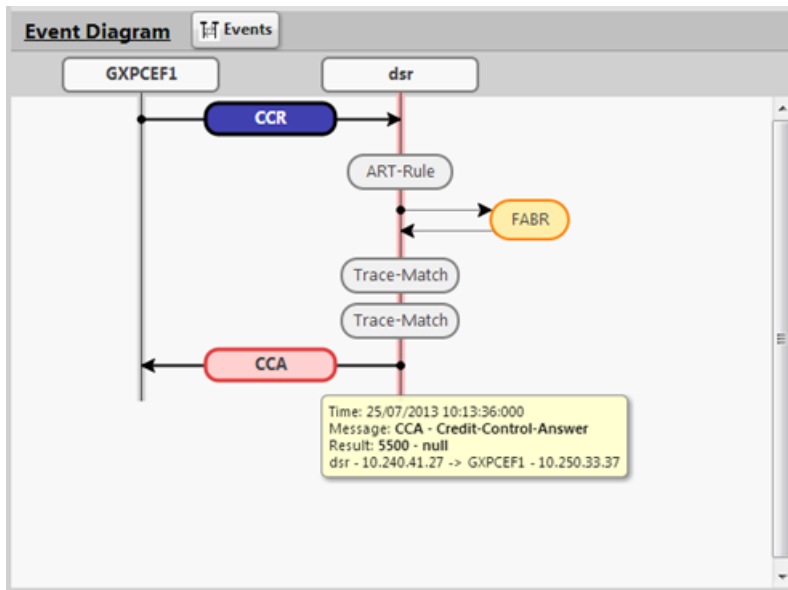 Event Diagram
Events
GXPCEF1
dsr
CCR
ART-Rule
FABR
Trace-Match
Trace-Match
CCA
Time: 25/07/2013 10:13:36:000
Message: CCA - Credit-Control-Answer
Result: 5500 - null
dsr - 10.240.41.27 -> GXPCEF1 - 10.250.33.37